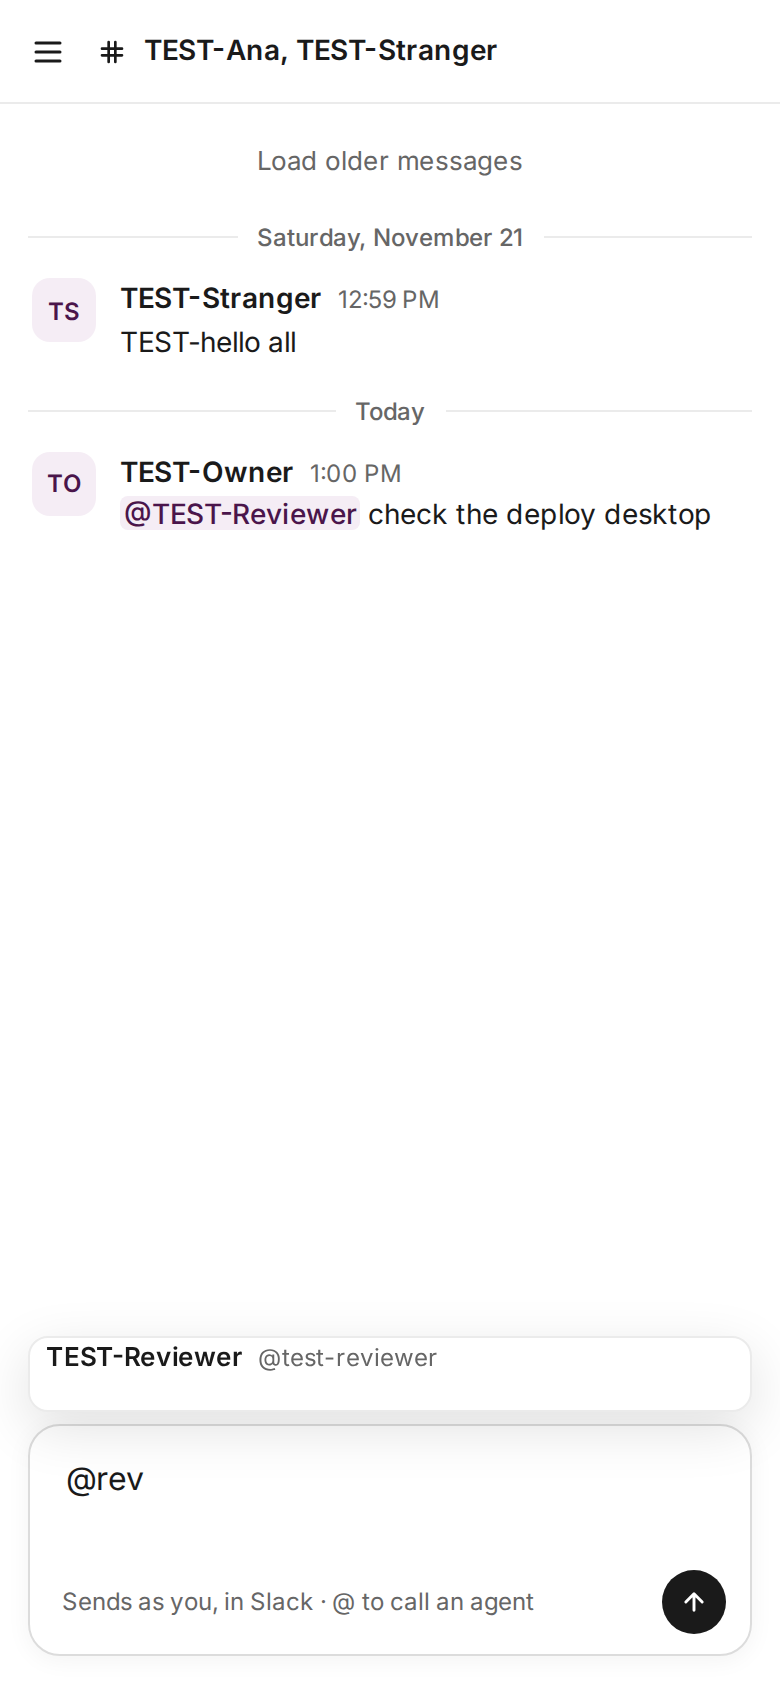 # TEST-Ana, TEST-Stranger
Load older messages
Saturday, November 21
TS
TEST-Stranger 12:59 PM
TEST-hello all
Today
TO
TEST-Owner 1:00 PM
@TEST-Reviewer check the deploy desktop
TEST-Reviewer @test-reviewer
@rev
Sends as you, in Slack · @ to call an agent